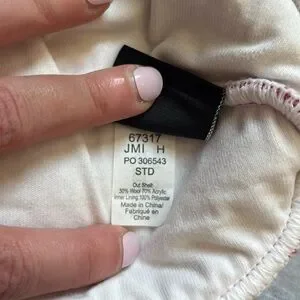 67317
JMI H
PO 306543
STD
Out Shell:
30% Wool 70% Acrylic
Inner Lining: 100% Polyester
Made in China/
Fabriqué en
Chine